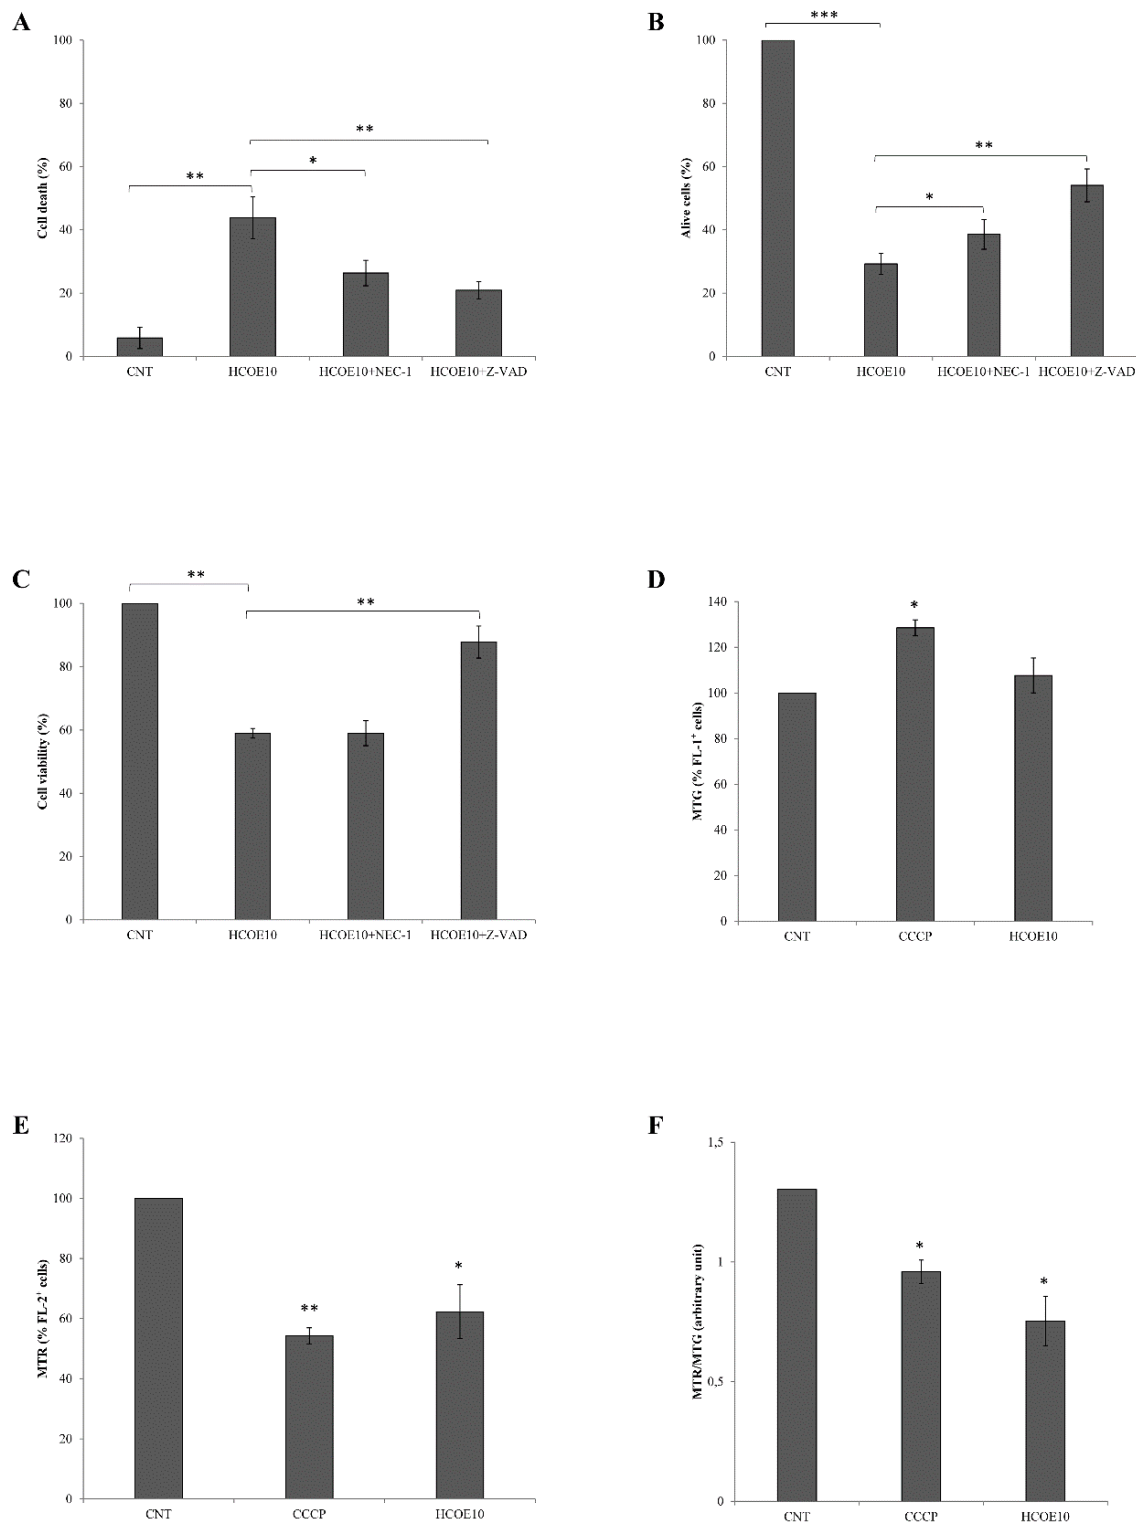 A
Cell death (%)
100
80
60
40
20
0
**
*
**
CNT
HCOE10
HCOE10+NEC-1
HCOE10+Z-VAD
B
Alive cells (%)
100
80
60
40
20
0
***
**
*
CNT
HCOE10
HCOE10+NEC-1
HCOE10+Z-VAD
C
Cell viability (%)
100
80
60
40
20
0
**
**
CNT
HCOE10
HCOE10+NEC-1
HCOE10+Z-VAD
D
MTG (% FL-1⁺ cells)
140
120
100
80
60
40
20
0
*
CNT
CCCP
HCOE10
E
MTR (% FL-2⁺ cells)
120
100
80
60
40
20
0
**
*
CNT
CCCP
HCOE10
F
MTR/MTG (arbitrary unit)
1,5
1
0,5
0
*
*
CNT
CCCP
HCOE10